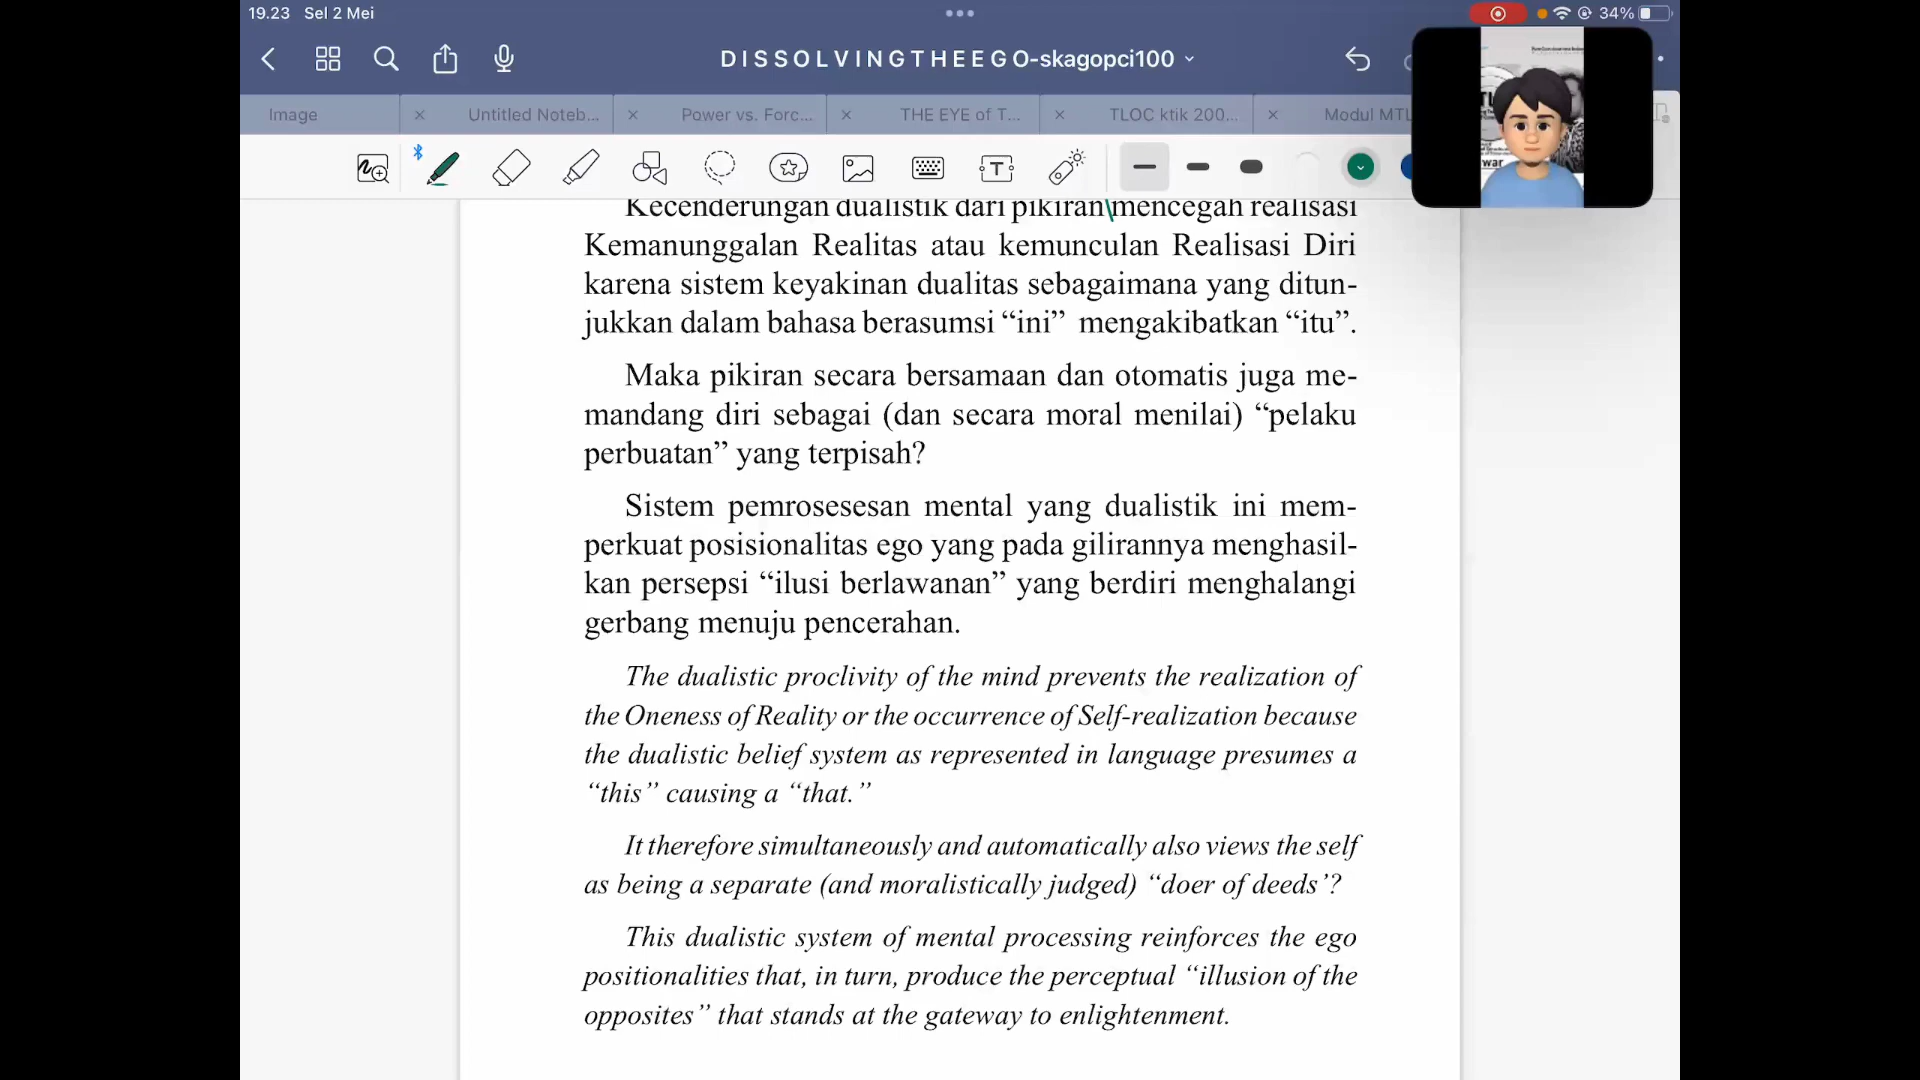 19.23 Sel 2 Mei
34%
DISSOLVINGTHEEGO-skagopci100
Image
Untitled Noteb...
Power vs. Forc...
THE EYE of T...
TLOC ktik 200...
Modul MTL
war
Kecenderungan dualistik dari pikiran mencegah realisasi
Kemanunggalan Realitas atau kemunculan Realisasi Diri
karena sistem keyakinan dualitas sebagaimana yang ditun-
jukkan dalam bahasa berasumsi “ini” mengakibatkan “itu”.
Maka pikiran secara bersamaan dan otomatis juga me-
mandang diri sebagai (dan secara moral menilai) “pelaku
perbuatan” yang terpisah?
Sistem pemrosesesan mental yang dualistik ini mem-
perkuat posisionalitas ego yang pada gilirannya menghasil-
kan persepsi “ilusi berlawanan” yang berdiri menghalangi
gerbang menuju pencerahan.
The dualistic proclivity of the mind prevents the realization of
the Oneness of Reality or the occurrence of Self-realization because
the dualistic belief system as represented in language presumes a
“this” causing a “that.”
It therefore simultaneously and automatically also views the self
as being a separate (and moralistically judged) “doer of deeds’?
This dualistic system of mental processing reinforces the ego
positionalities that, in turn, produce the perceptual “illusion of the
opposites” that stands at the gateway to enlightenment.